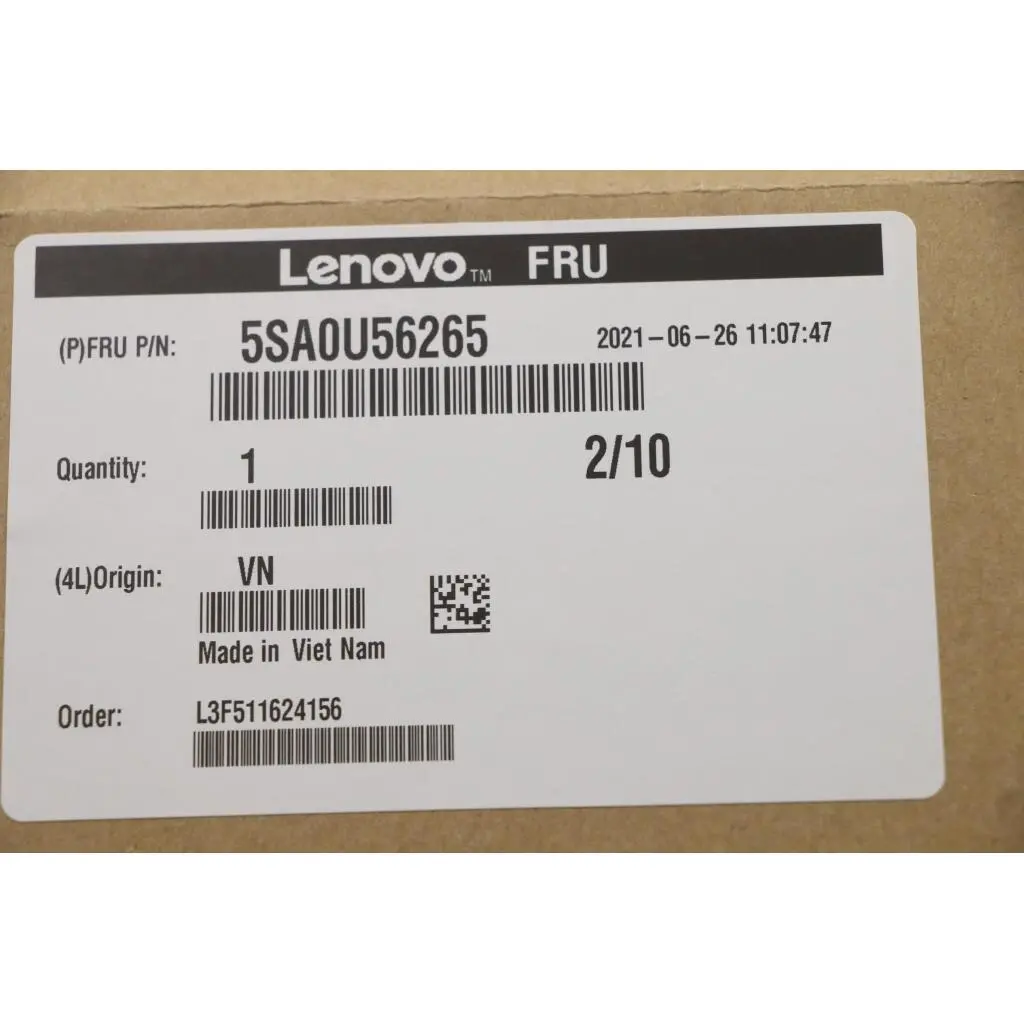 Lenovo™ FRU
(P)FRU P/N: 5SA0U56265 2021-06-26 11:07:47
Quantity: 1 2/10
(4L)Origin: VN
Made in Viet Nam
Order: L3F511624156